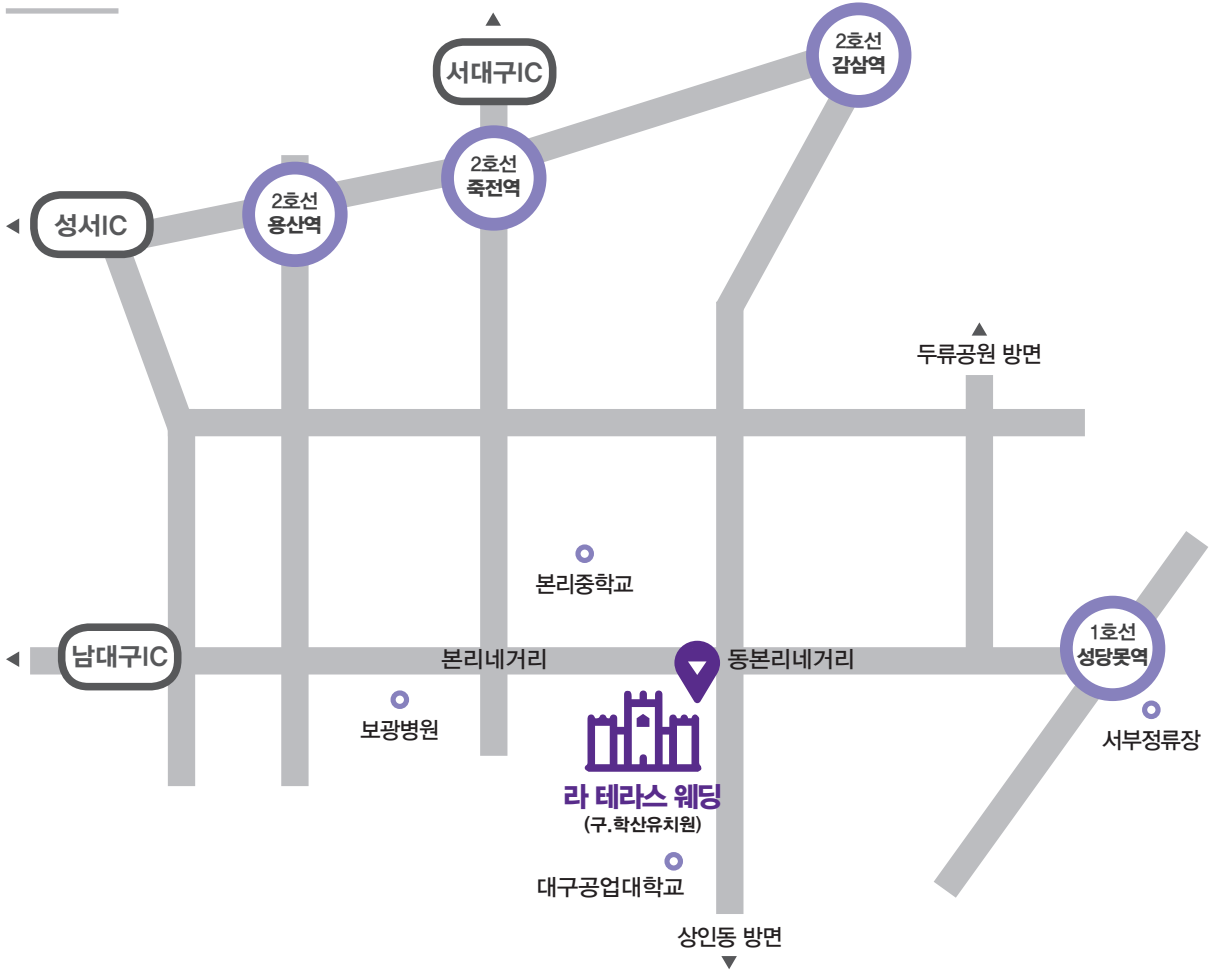 2호선
감삼역
서대구IC
2호선
죽전역
2호선
용산역
성서IC
두류공원 방면
본리중학교
1호선
성당못역
남대구IC
본리네거리
동본리네거리
보광병원
서부정류장
라 테라스 웨딩
(구.학산유치원)
대구공업대학교
상인동 방면